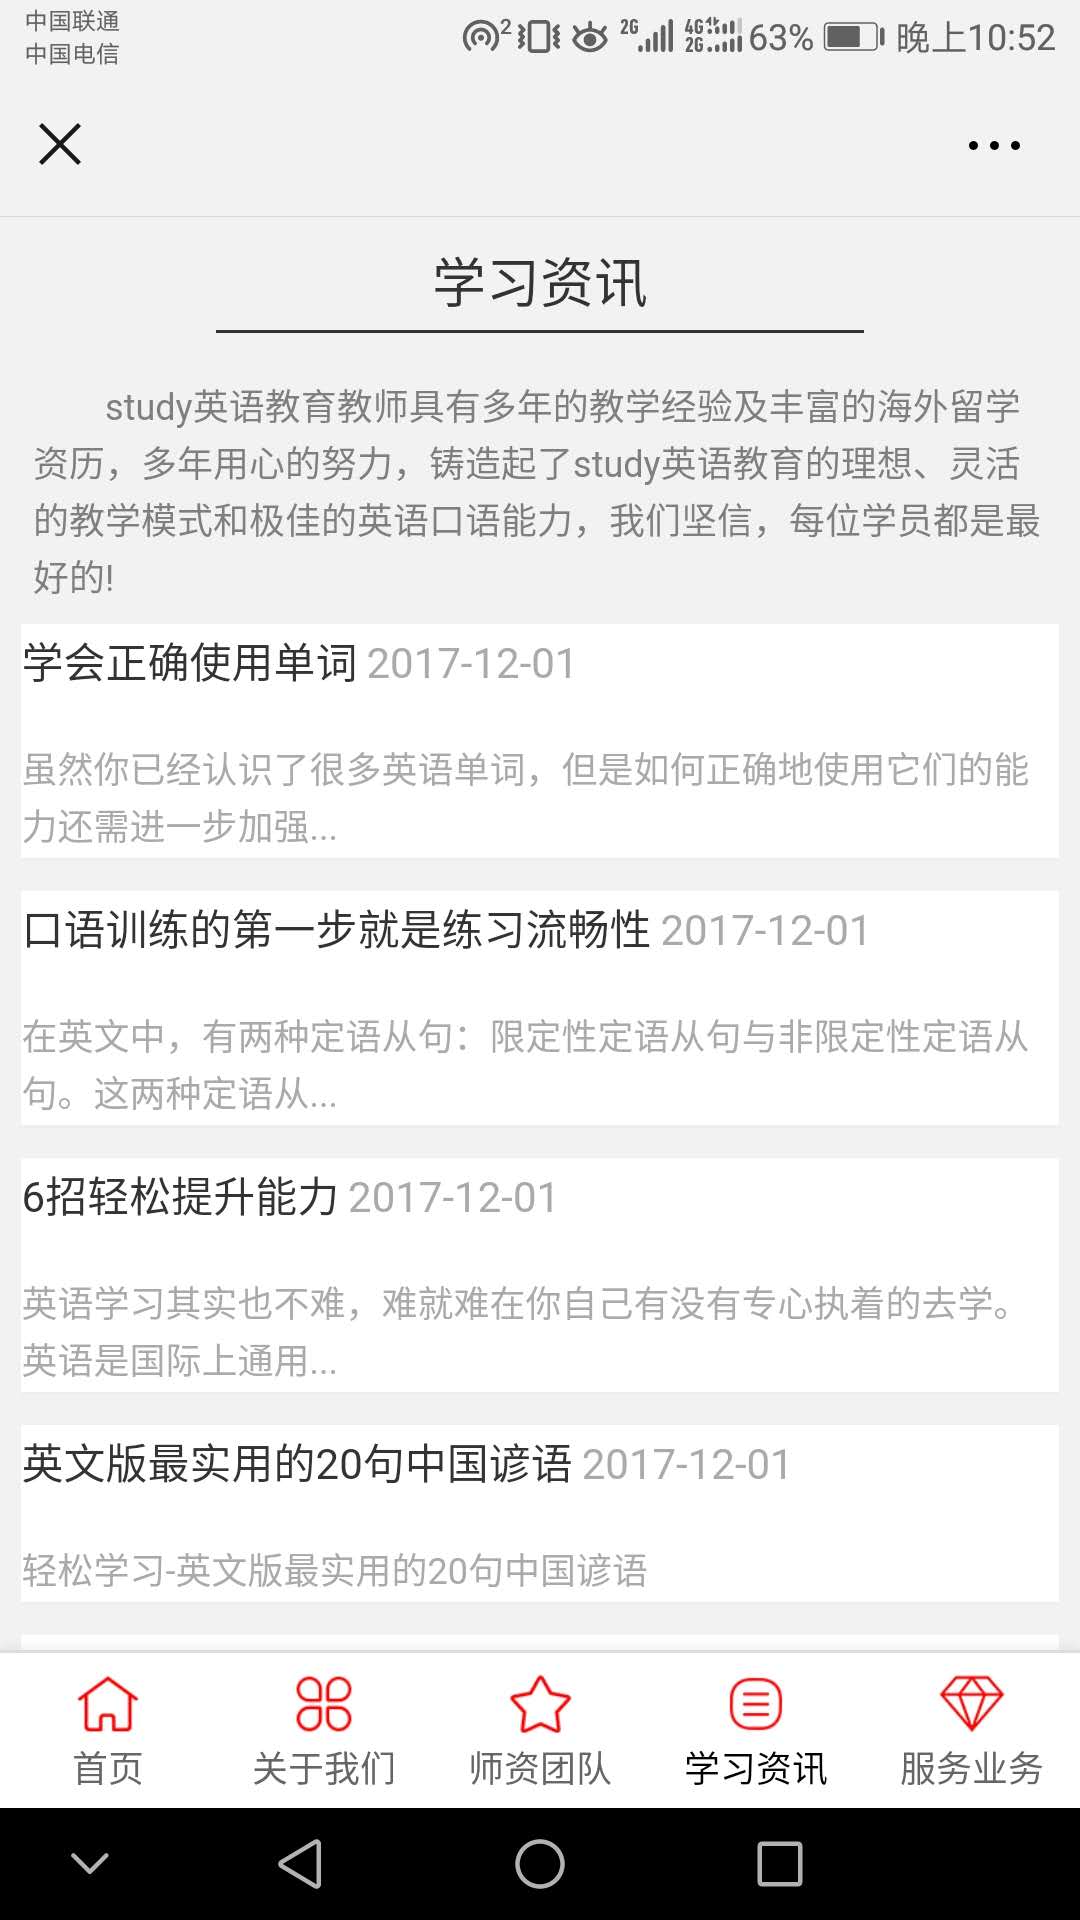 中国联通
中国电信
2 2G 4G 2G 63% 晚上10:52
学习资讯
study英语教育教师具有多年的教学经验及丰富的海外留学
资历，多年用心的努力，铸造起了study英语教育的理想、灵活
的教学模式和极佳的英语口语能力，我们坚信，每位学员都是最
好的!
学会正确使用单词 2017-12-01
虽然你已经认识了很多英语单词，但是如何正确地使用它们的能
力还需进一步加强...
口语训练的第一步就是练习流畅性 2017-12-01
在英文中，有两种定语从句：限定性定语从句与非限定性定语从
句。这两种定语从...
6招轻松提升能力 2017-12-01
英语学习其实也不难，难就难在你自己有没有专心执着的去学。
英语是国际上通用...
英文版最实用的20句中国谚语 2017-12-01
轻松学习-英文版最实用的20句中国谚语
首页 关于我们 师资团队 学习资讯 服务业务